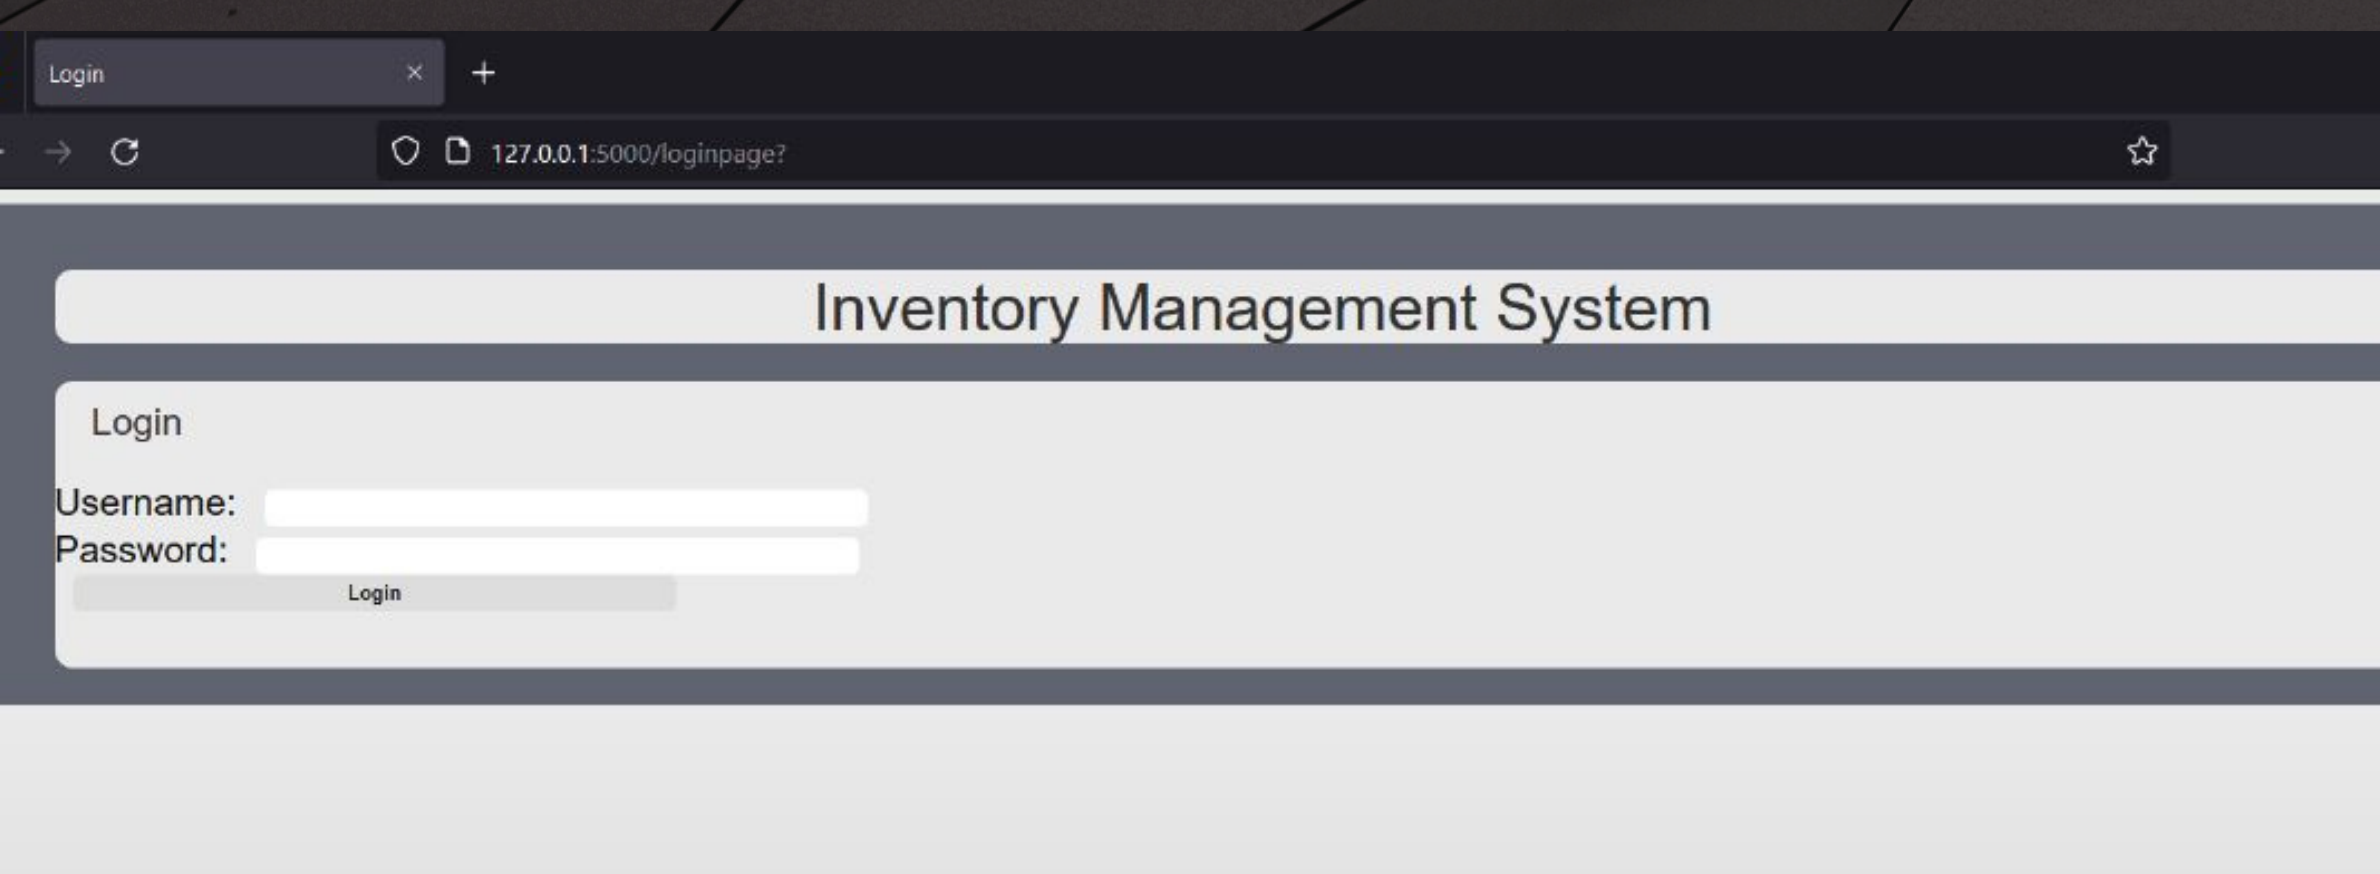 Login
127.0.0.1:5000/loginpage?
Inventory Management System
Login
Username:
Password:
Login